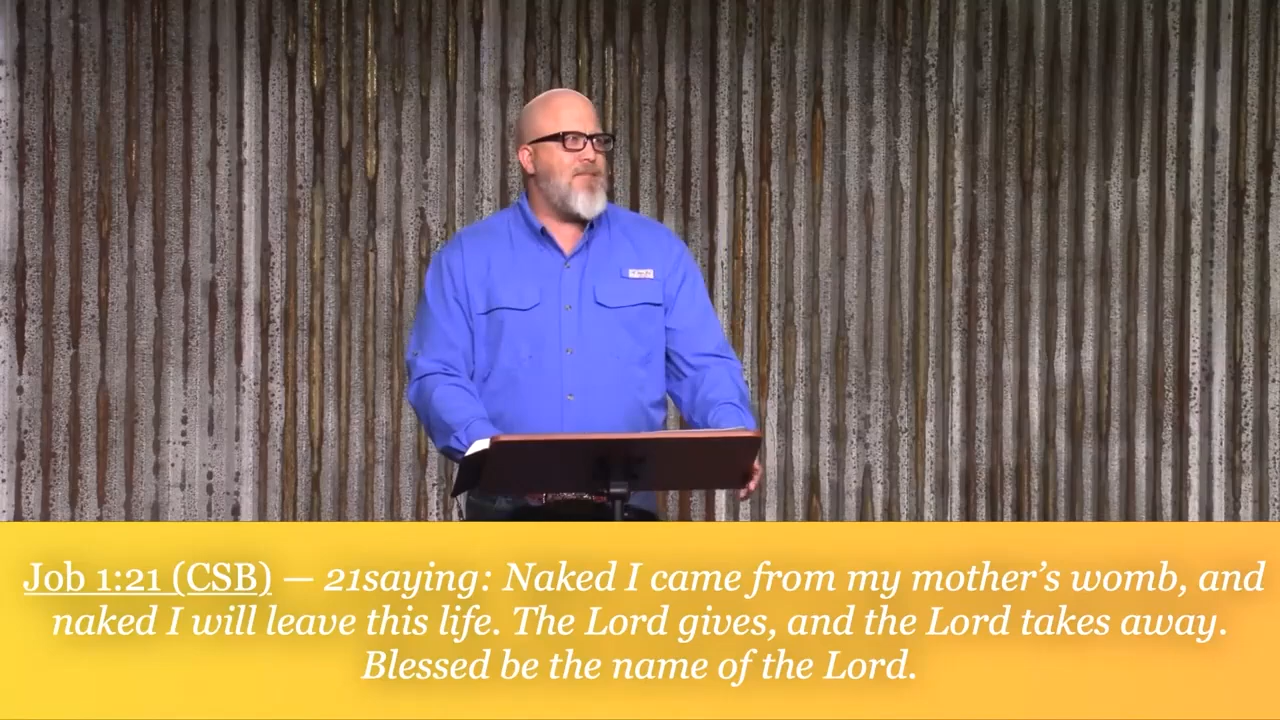 Job 1:21 (CSB) — 21saying: Naked I came from my mother’s womb, and
naked I will leave this life. The Lord gives, and the Lord takes away.
Blessed be the name of the Lord.